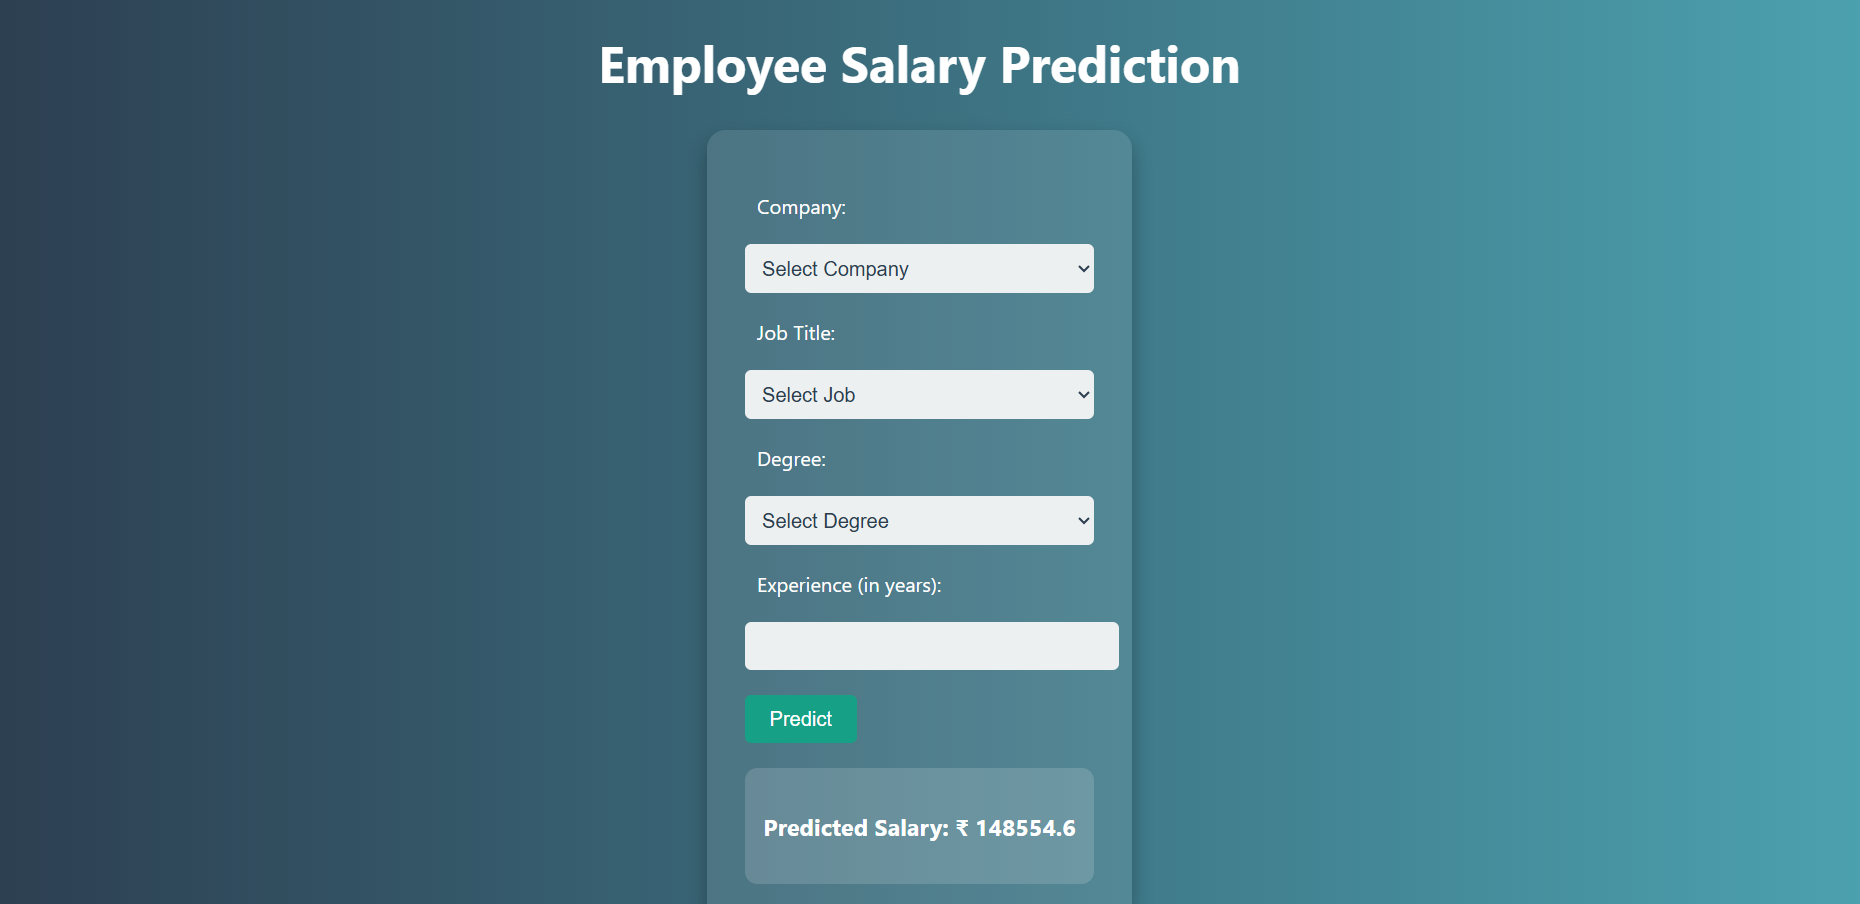 Employee Salary Prediction
Company:
Select Company
Job Title:
Select Job
Degree:
Select Degree
Experience (in years):
Predict
Predicted Salary: ₹ 148554.6